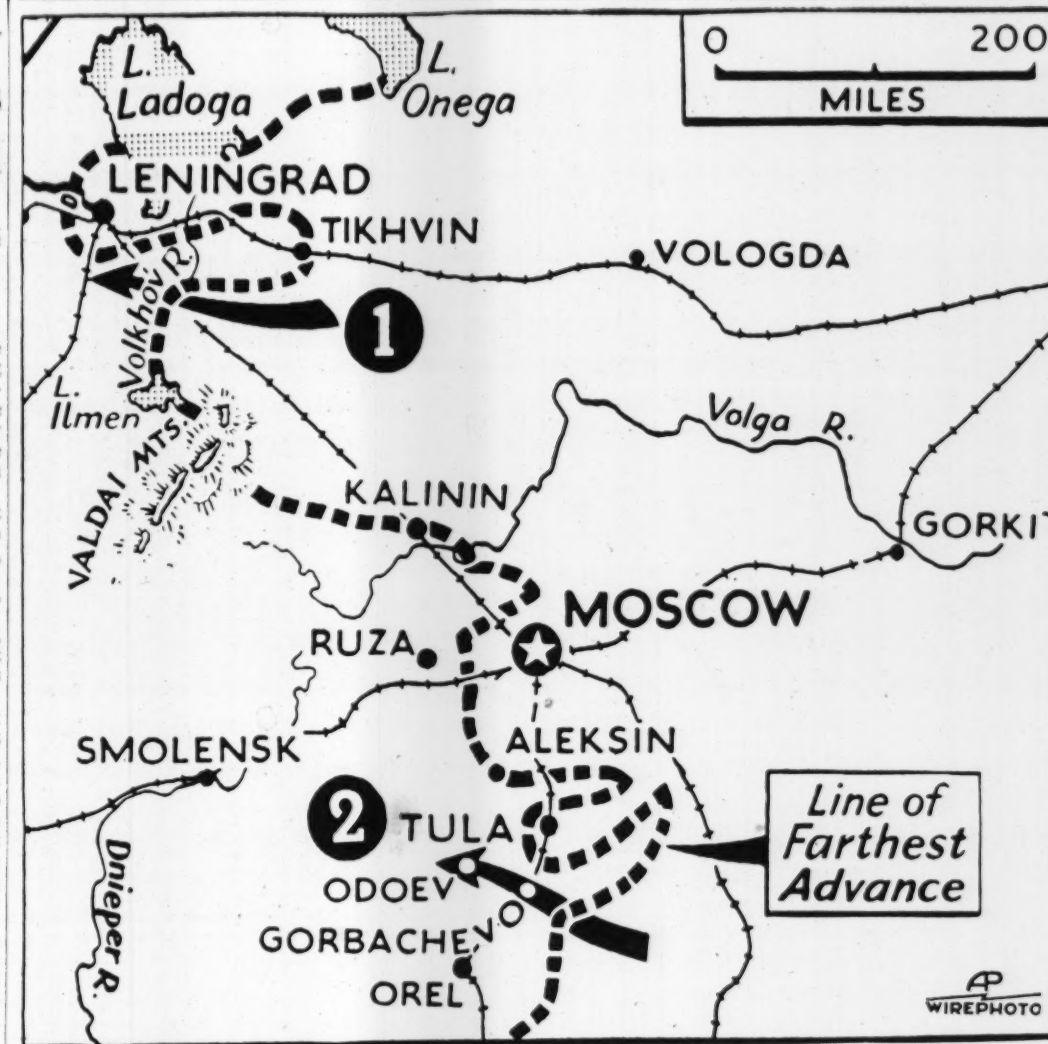 L.
Ladoga
L.
Onega
0 200
MILES
LENINGRAD
TIKHVIN
VOLOGDA
Volkhov R.
1
L.
Ilmen
VALDAI MTS.
Volga R.
KALININ
GORKI
MOSCOW
RUZA
SMOLENSK
ALEKSIN
2
TULA
Line of
Farthest
Advance
ODOEV
GORBACHEVO
OREL
Dnieper R.
AP
WIREPHOTO